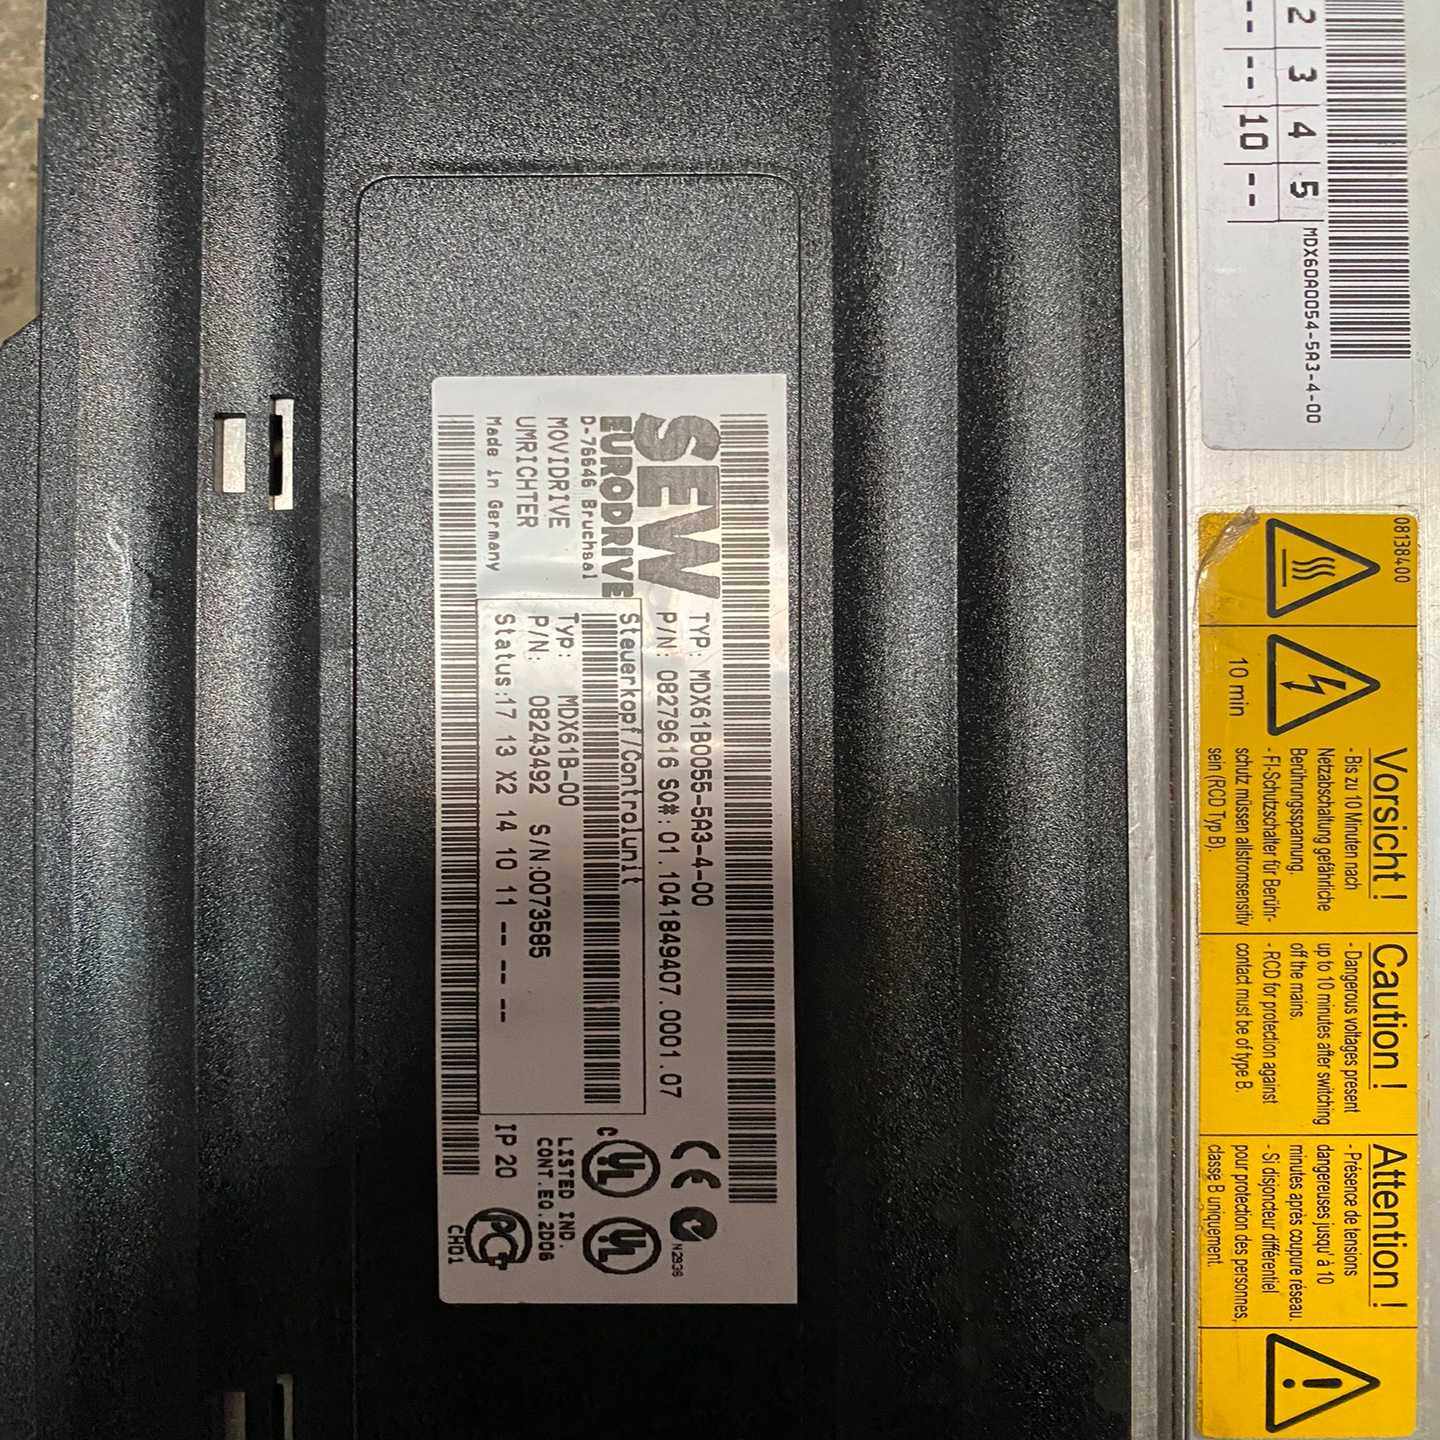 2 3 4 5
-- -- 10 --
MDX60A0054-5A3-4-00
SEW
EURODRIVE
D-76646 Bruchsal
MOVIDRIVE
UMRICHTER
Made in Germany
TYP: MDX61B0055-5A3-4-00
P/N: 08279616 SO#: 01.1041849407.0001.07
Steuerkopf/Controlunit
TYP: MDX61B-00
P/N: 08243492 S/N:0073585
Status:17 13 X2 14 10 11 -- -- --
CE
N2936
C UL UL
LISTED IND.
CONT.EQ.2D06
IP 20
CH01
08138400
10 min
Vorsicht !
- Bis zu 10 Minuten nach
Netzabschaltung gefährliche
Berührungsspannung.
- FI-Schutzschalter für Berühr-
schutz müssen allstromsensitiv
sein (RCD Typ B).
Caution !
- Dangerous voltages present
up to 10 minutes after switching
off the mains.
- RCD for protection against
contact must be of type B.
Attention !
- Présence de tensions
dangereuses jusqu' à 10
minutes après coupure réseau.
- Si disjoncteur différentiel
pour protection des personnes,
classe B uniquement.